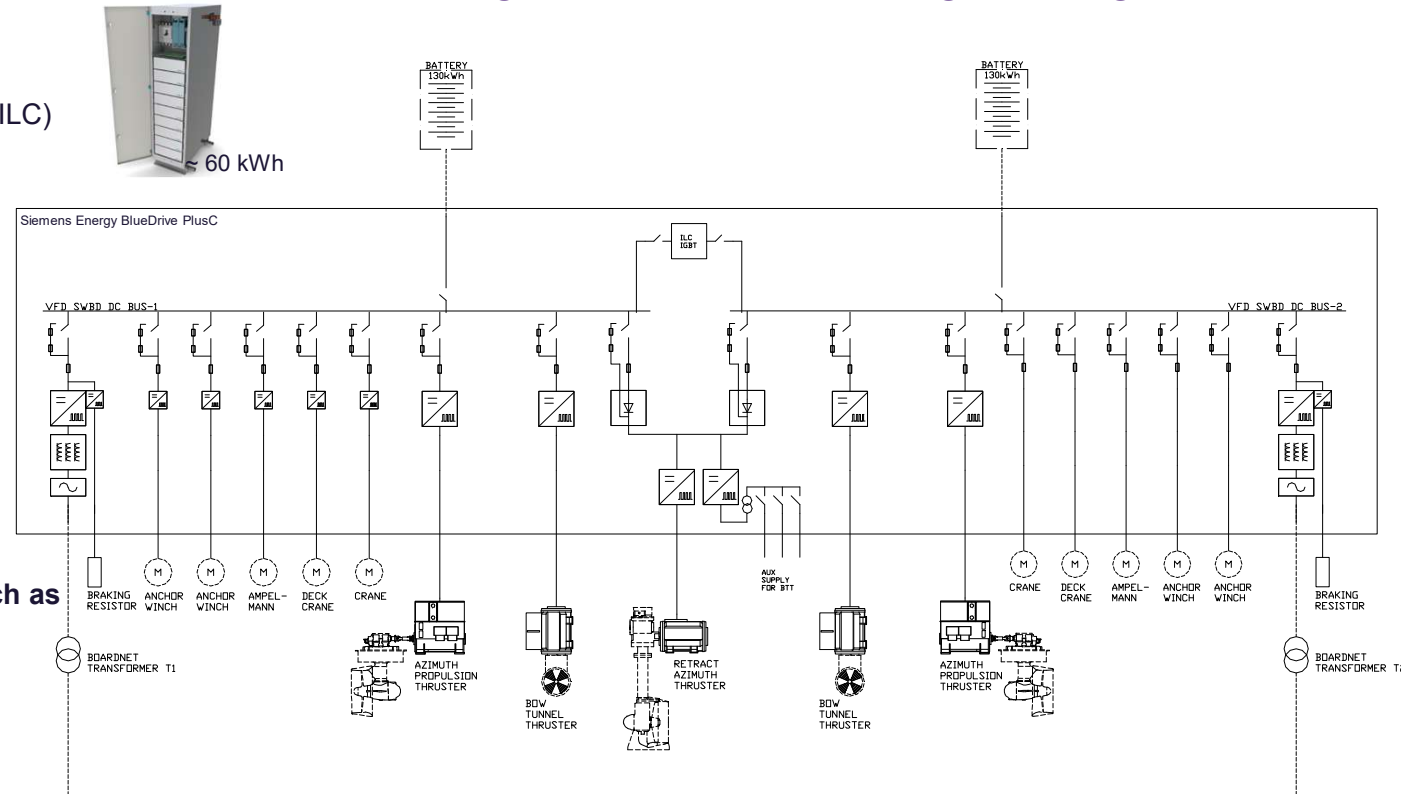 ILC)
~ 60 kWh
BATTERY
130kWh
BATTERY
130kWh
Siemens Energy BlueDrive PlusC
ILC
IGBT
VFD SWBD DC BUS-1
VFD SWBD DC BUS-2
ch as
BRAKING
RESISTOR
ANCHOR
WINCH
ANCHOR
WINCH
AMPEL-
MANN
DECK
CRANE
CRANE
M
M
M
M
M
AZIMUTH
PROPULSION
THRUSTER
BOW
TUNNEL
THRUSTER
RETRACT
AZIMUTH
THRUSTER
AUX
SUPPLY
FOR BTT
BOW
TUNNEL
THRUSTER
AZIMUTH
PROPULSION
THRUSTER
M
M
M
M
M
CRANE
DECK
CRANE
AMPEL-
MANN
ANCHOR
WINCH
ANCHOR
WINCH
BRAKING
RESISTOR
BOARDNET
TRANSFORMER T1
BOARDNET
TRANSFORMER T